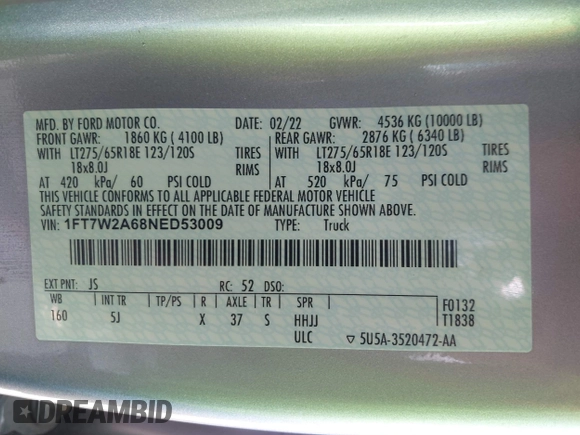 MFD. BY FORD MOTOR CO. DATE: 02/22 GVWR: 4536 KG (10000 LB)
FRONT GAWR: 1860 KG (4100 LB) REAR GAWR: 2876 KG (6340 LB)
WITH LT275/65R18E 123/120S TIRES WITH LT275/65R18E 123/120S TIRES
18x8.0J RIMS 18x8.0J RIMS
AT 420 kPa/ 60 PSI COLD AT 520 kPa/ 75 PSI COLD
THIS VEHICLE CONFORMS TO ALL APPLICABLE FEDERAL MOTOR VEHICLE
SAFETY STANDARDS IN EFFECT ON THE DATE OF MANUFACTURE SHOWN ABOVE.
VIN: 1FT7W2A68NED53009 TYPE: Truck
EXT PNT: JS RC: 52 DSO:
WB INT TR TP/PS R AXLE TR SPR F0132
160 5J X 37 S HHJJ T1838
ULC 5U5A-3520472-AA
DREAMBID